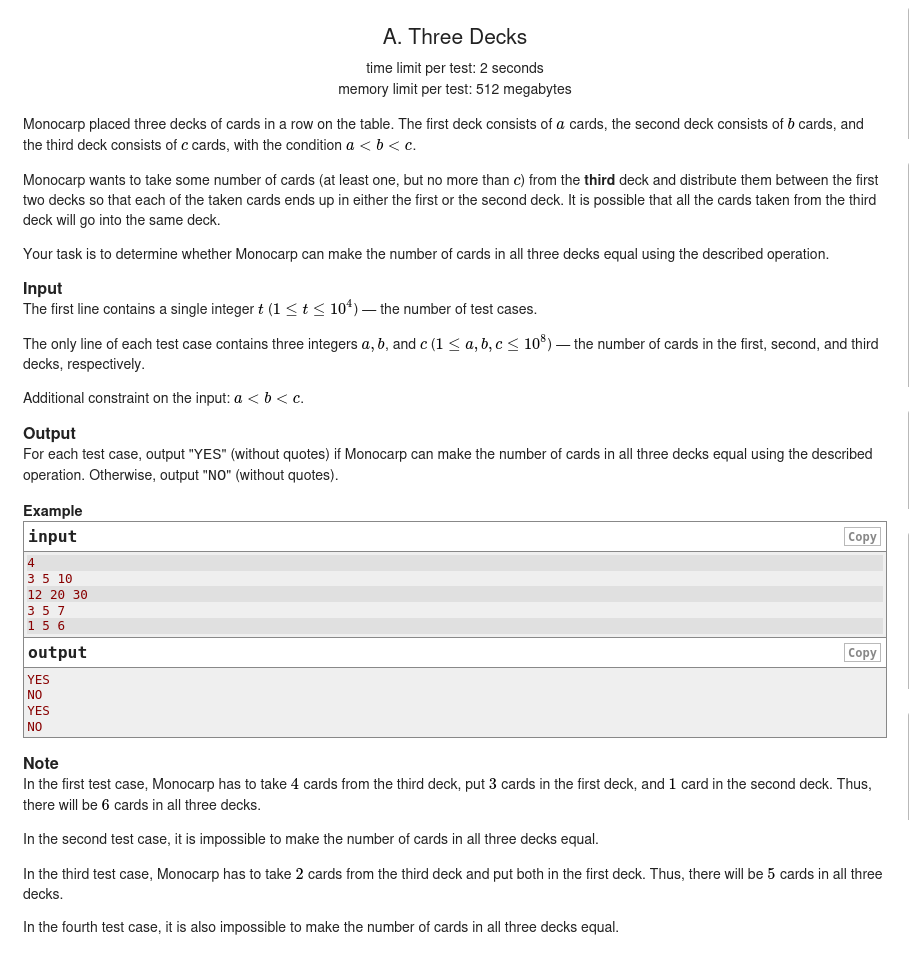 A. Three Decks
time limit per test: 2 seconds
memory limit per test: 512 megabytes
Monocarp placed three decks of cards in a row on the table. The first deck consists of a cards, the second deck consists of b cards, and
the third deck consists of c cards, with the condition a < b < c.
Monocarp wants to take some number of cards (at least one, but no more than c) from the third deck and distribute them between the first
two decks so that each of the taken cards ends up in either the first or the second deck. It is possible that all the cards taken from the third
deck will go into the same deck.
Your task is to determine whether Monocarp can make the number of cards in all three decks equal using the described operation.
Input
The first line contains a single integer t (1 ≤ t ≤ 10^4) — the number of test cases.
The only line of each test case contains three integers a, b, and c (1 ≤ a, b, c ≤ 10^8) — the number of cards in the first, second, and third
decks, respectively.
Additional constraint on the input: a < b < c.
Output
For each test case, output "YES" (without quotes) if Monocarp can make the number of cards in all three decks equal using the described
operation. Otherwise, output "NO" (without quotes).
Example
input Copy
4
3 5 10
12 20 30
3 5 7
1 5 6
output Copy
YES
NO
YES
NO
Note
In the first test case, Monocarp has to take 4 cards from the third deck, put 3 cards in the first deck, and 1 card in the second deck. Thus,
there will be 6 cards in all three decks.
In the second test case, it is impossible to make the number of cards in all three decks equal.
In the third test case, Monocarp has to take 2 cards from the third deck and put both in the first deck. Thus, there will be 5 cards in all three
decks.
In the fourth test case, it is also impossible to make the number of cards in all three decks equal.